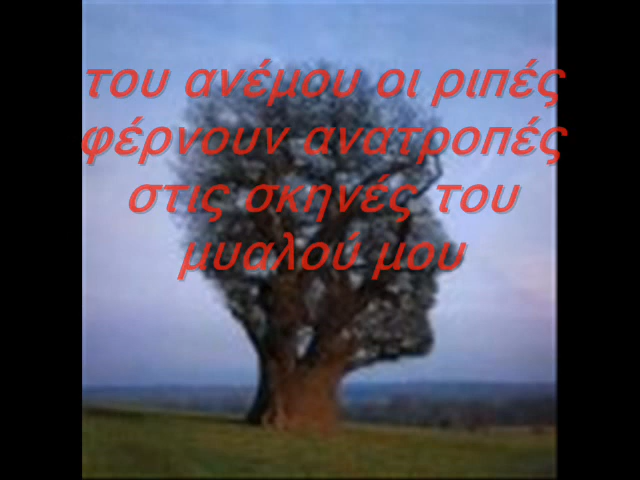 του ανέμου οι ριπές
φέρνουν ανατροπές
στις σκηνές του
μυαλού μου